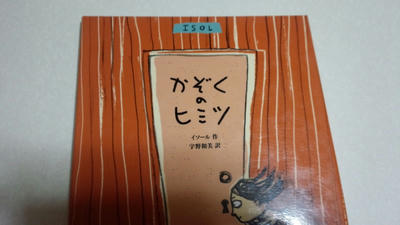 ISOL
かぞく
の
ヒミツ
イソール 作
宇野和美 訳